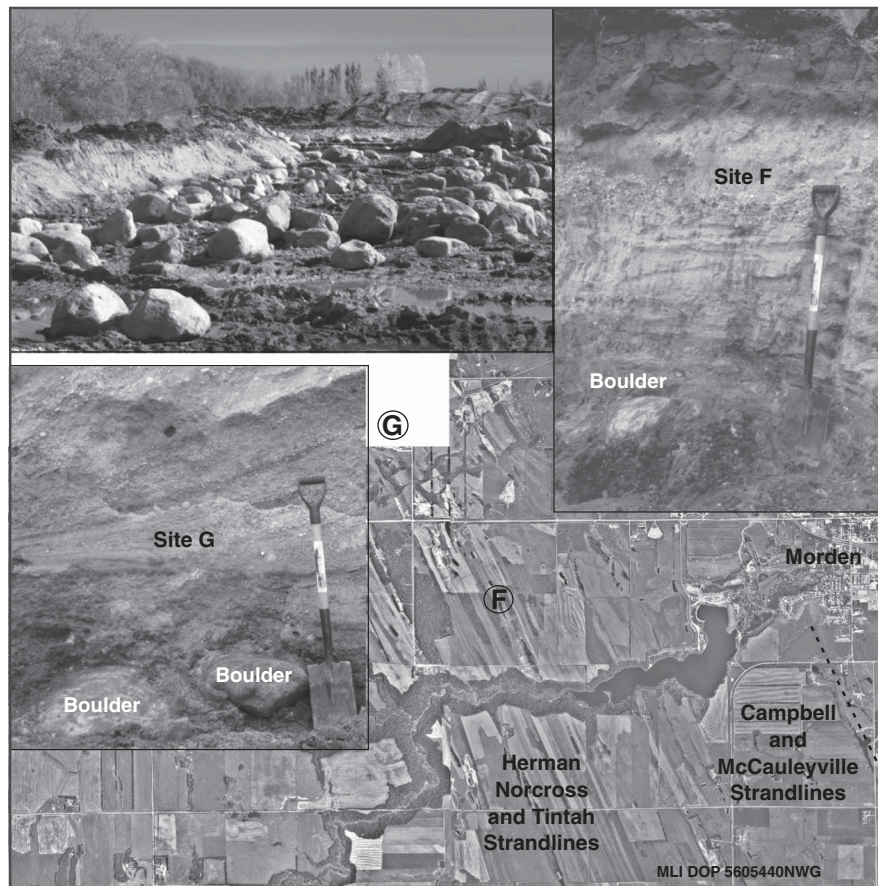 Site F
Boulder
G
Site G
Boulder
Boulder
F
Morden
Campbell
and
McCauleyville
Strandlines
Herman
Norcross
and Tintah
Strandlines
MLI DOP 5605440NWG